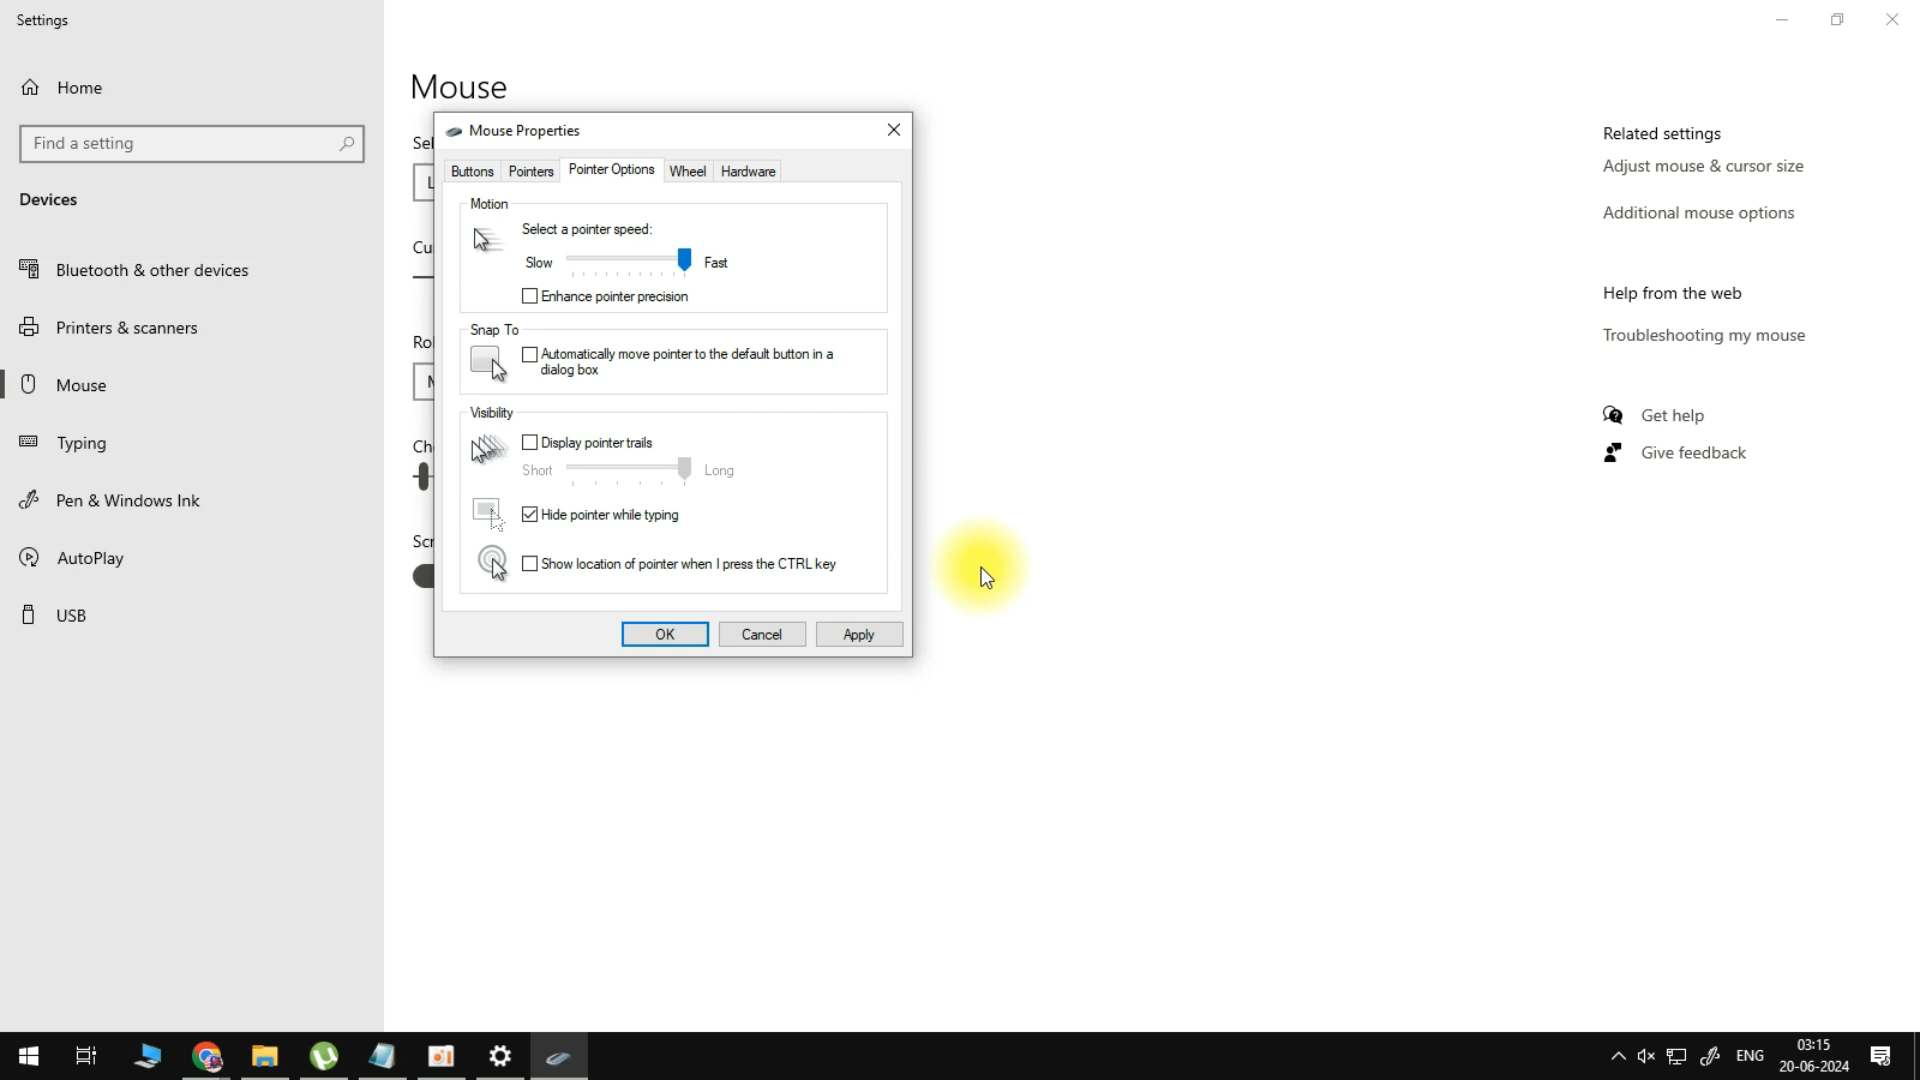 Settings
Home
Find a setting
Devices
Bluetooth & other devices
Printers & scanners
Mouse
Typing
Pen & Windows Ink
AutoPlay
USB
Mouse
Mouse Properties
Buttons Pointers Pointer Options Wheel Hardware
Motion
Select a pointer speed:
Slow Fast
Enhance pointer precision
Snap To
Automatically move pointer to the default button in a
dialog box
Visibility
Display pointer trails
Short Long
Hide pointer while typing
Show location of pointer when I press the CTRL key
OK Cancel Apply
Related settings
Adjust mouse & cursor size
Additional mouse options
Help from the web
Troubleshooting my mouse
Get help
Give feedback
ENG
03:15
20-06-2024